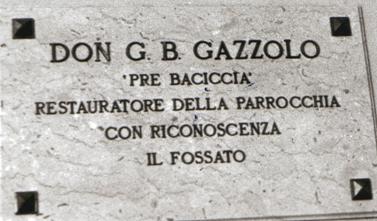 DON G. B. GAZZOLO
'PRE BACICCIA'
RESTAURATORE DELLA PARROCCHIA
CON RICONOSCENZA
IL FOSSATO